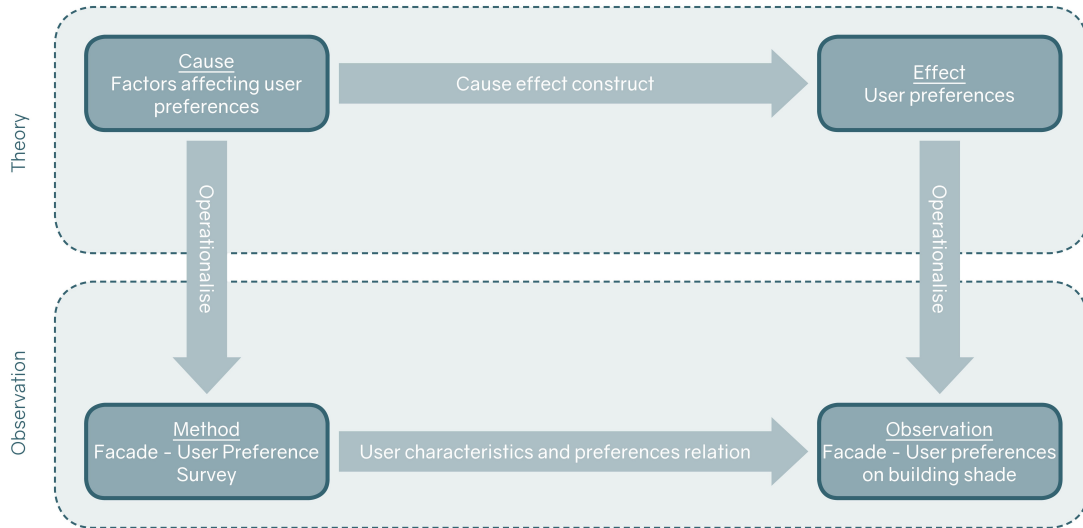 Theory
Cause
Factors affecting user
preferences
Cause effect construct
Effect
User preferences
Operationalise
Operationalise
Observation
Method
Facade - User Preference
Survey
User characteristics and preferences relation
Observation
Facade - User preferences
on building shade